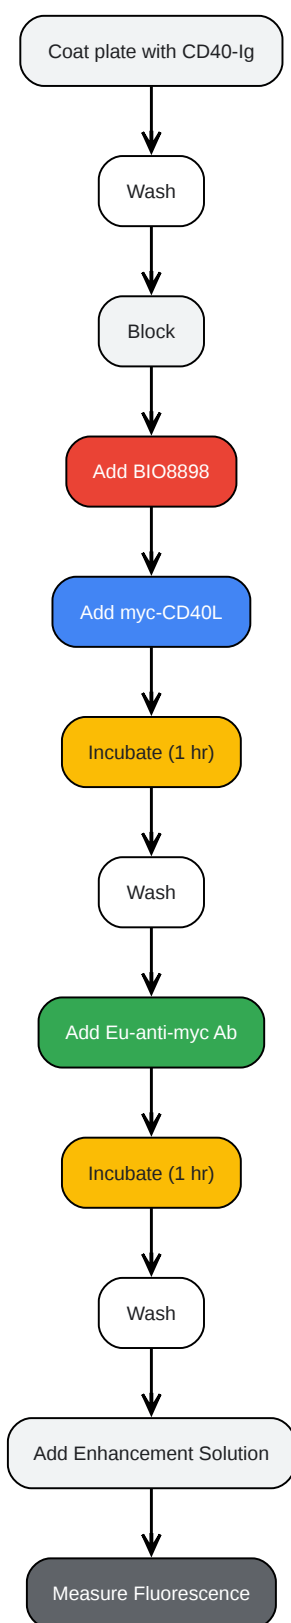 Coat plate with CD40-Ig
Wash
Block
Add BIO8898
Add myc-CD40L
Incubate (1 hr)
Wash
Add Eu-anti-myc Ab
Incubate (1 hr)
Wash
Add Enhancement Solution
Measure Fluorescence